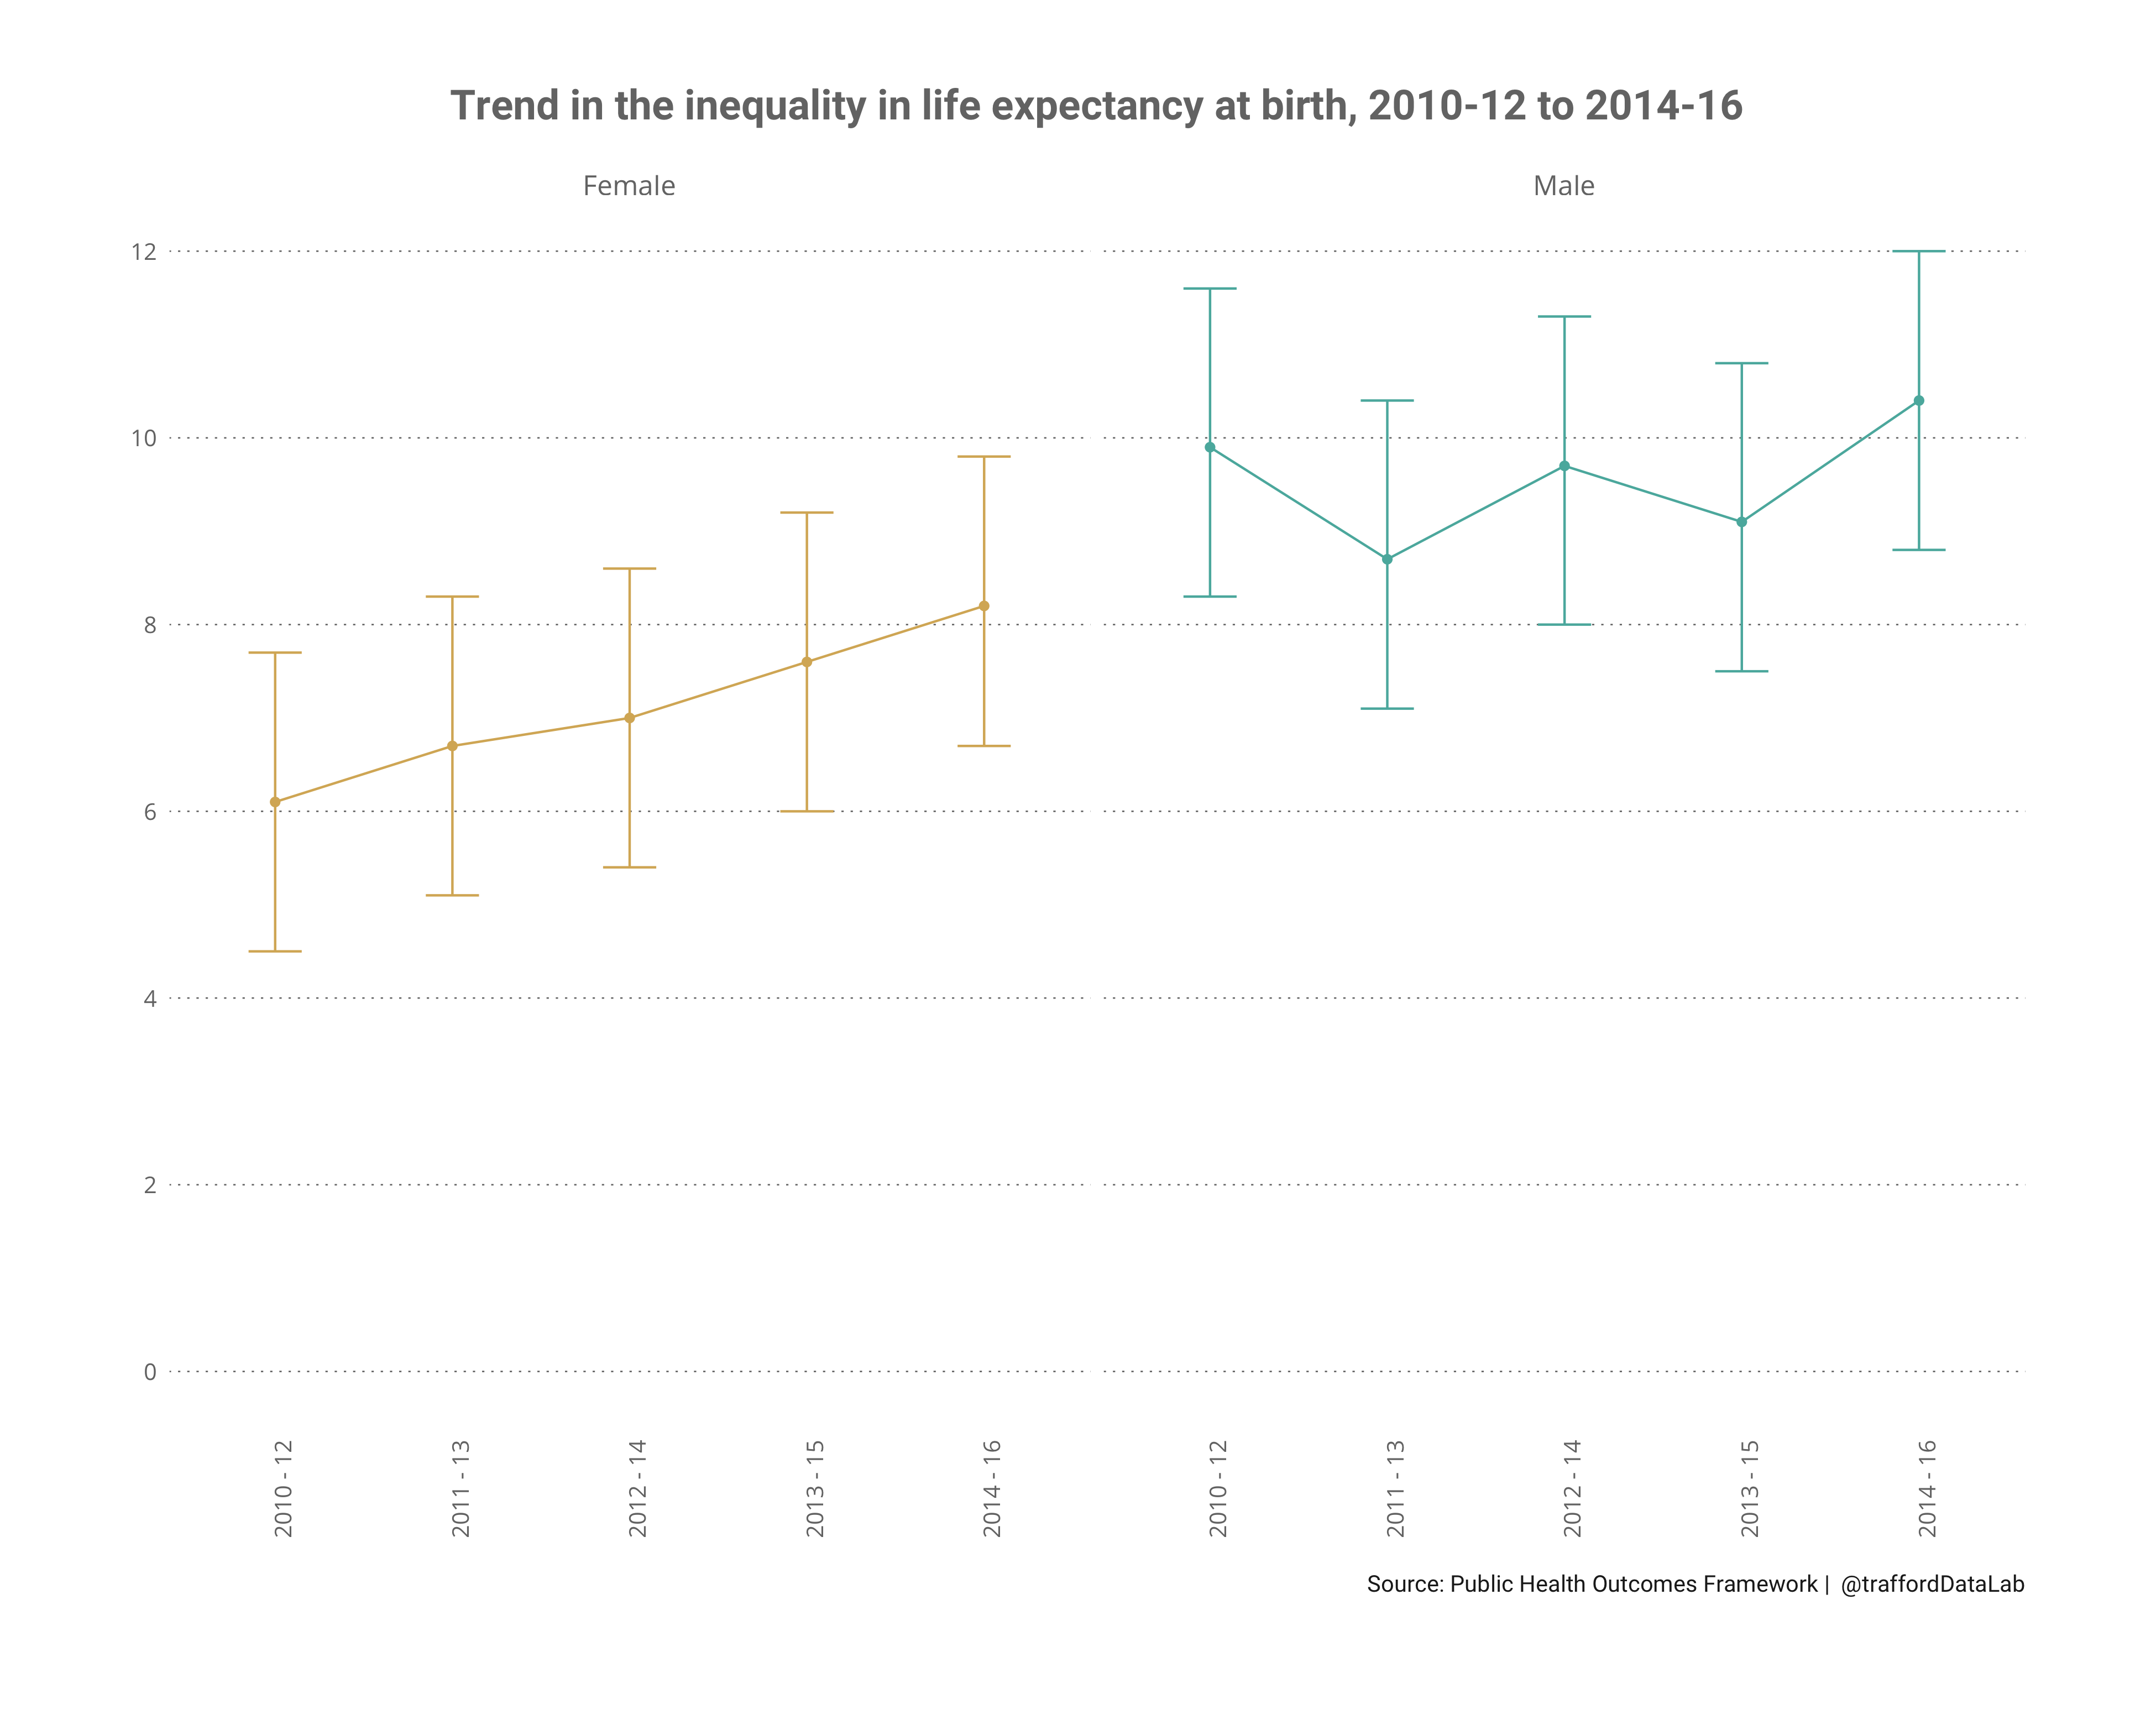 Trend in the inequality in life expectancy at birth, 2010-12 to 2014-16
Female
Male
12
10
8
6
4
2
0
2010 - 12
2011 - 13
2012 - 14
2013 - 15
2014 - 16
2010 - 12
2011 - 13
2012 - 14
2013 - 15
2014 - 16
Source: Public Health Outcomes Framework | @traffordDataLab